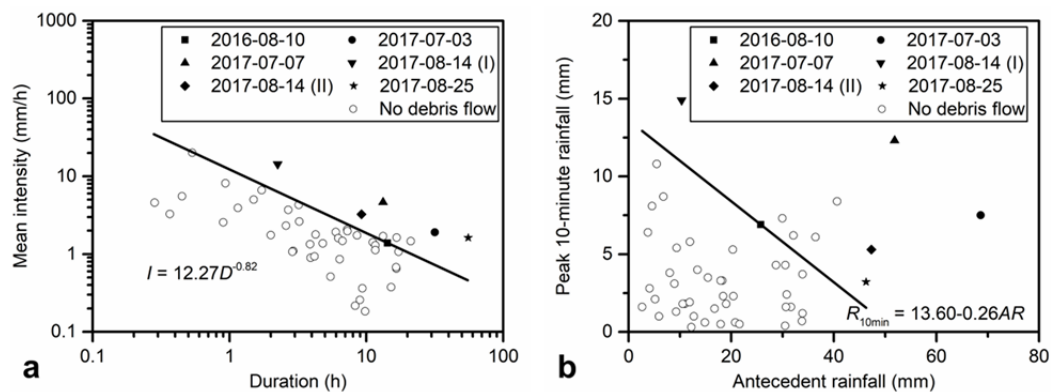 1000
100
10
1
0.1
Mean intensity (mm/h)
2016-08-10 2017-07-03
2017-07-07 2017-08-14 (I)
2017-08-14 (II) 2017-08-25
No debris flow
I = 12.27D^-0.82
0.1 1 10 100
Duration (h)
a
20
15
10
5
0
Peak 10-minute rainfall (mm)
2016-08-10 2017-07-03
2017-07-07 2017-08-14 (I)
2017-08-14 (II) 2017-08-25
No debris flow
R10min = 13.60-0.26AR
0 20 40 60 80
Antecedent rainfall (mm)
b